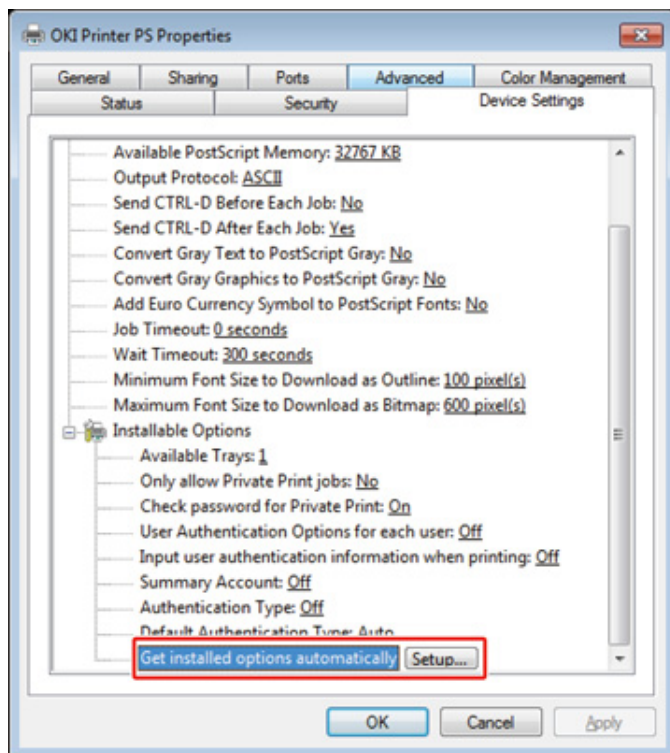 OKI Printer PS Properties
General Sharing Ports Advanced Color Management
Status Security Device Settings
Available PostScript Memory: 32767 KB
Output Protocol: ASCII
Send CTRL-D Before Each Job: No
Send CTRL-D After Each Job: Yes
Convert Gray Text to PostScript Gray: No
Convert Gray Graphics to PostScript Gray: No
Add Euro Currency Symbol to PostScript Fonts: No
Job Timeout: 0 seconds
Wait Timeout: 300 seconds
Minimum Font Size to Download as Outline: 100 pixel(s)
Maximum Font Size to Download as Bitmap: 600 pixel(s)
Installable Options
Available Trays: 1
Only allow Private Print jobs: No
Check password for Private Print: On
User Authentication Options for each user: Off
Input user authentication information when printing: Off
Summary Account: Off
Authentication Type: Off
Default Authentication Type: Auto
Get installed options automatically Setup...
OK Cancel Apply